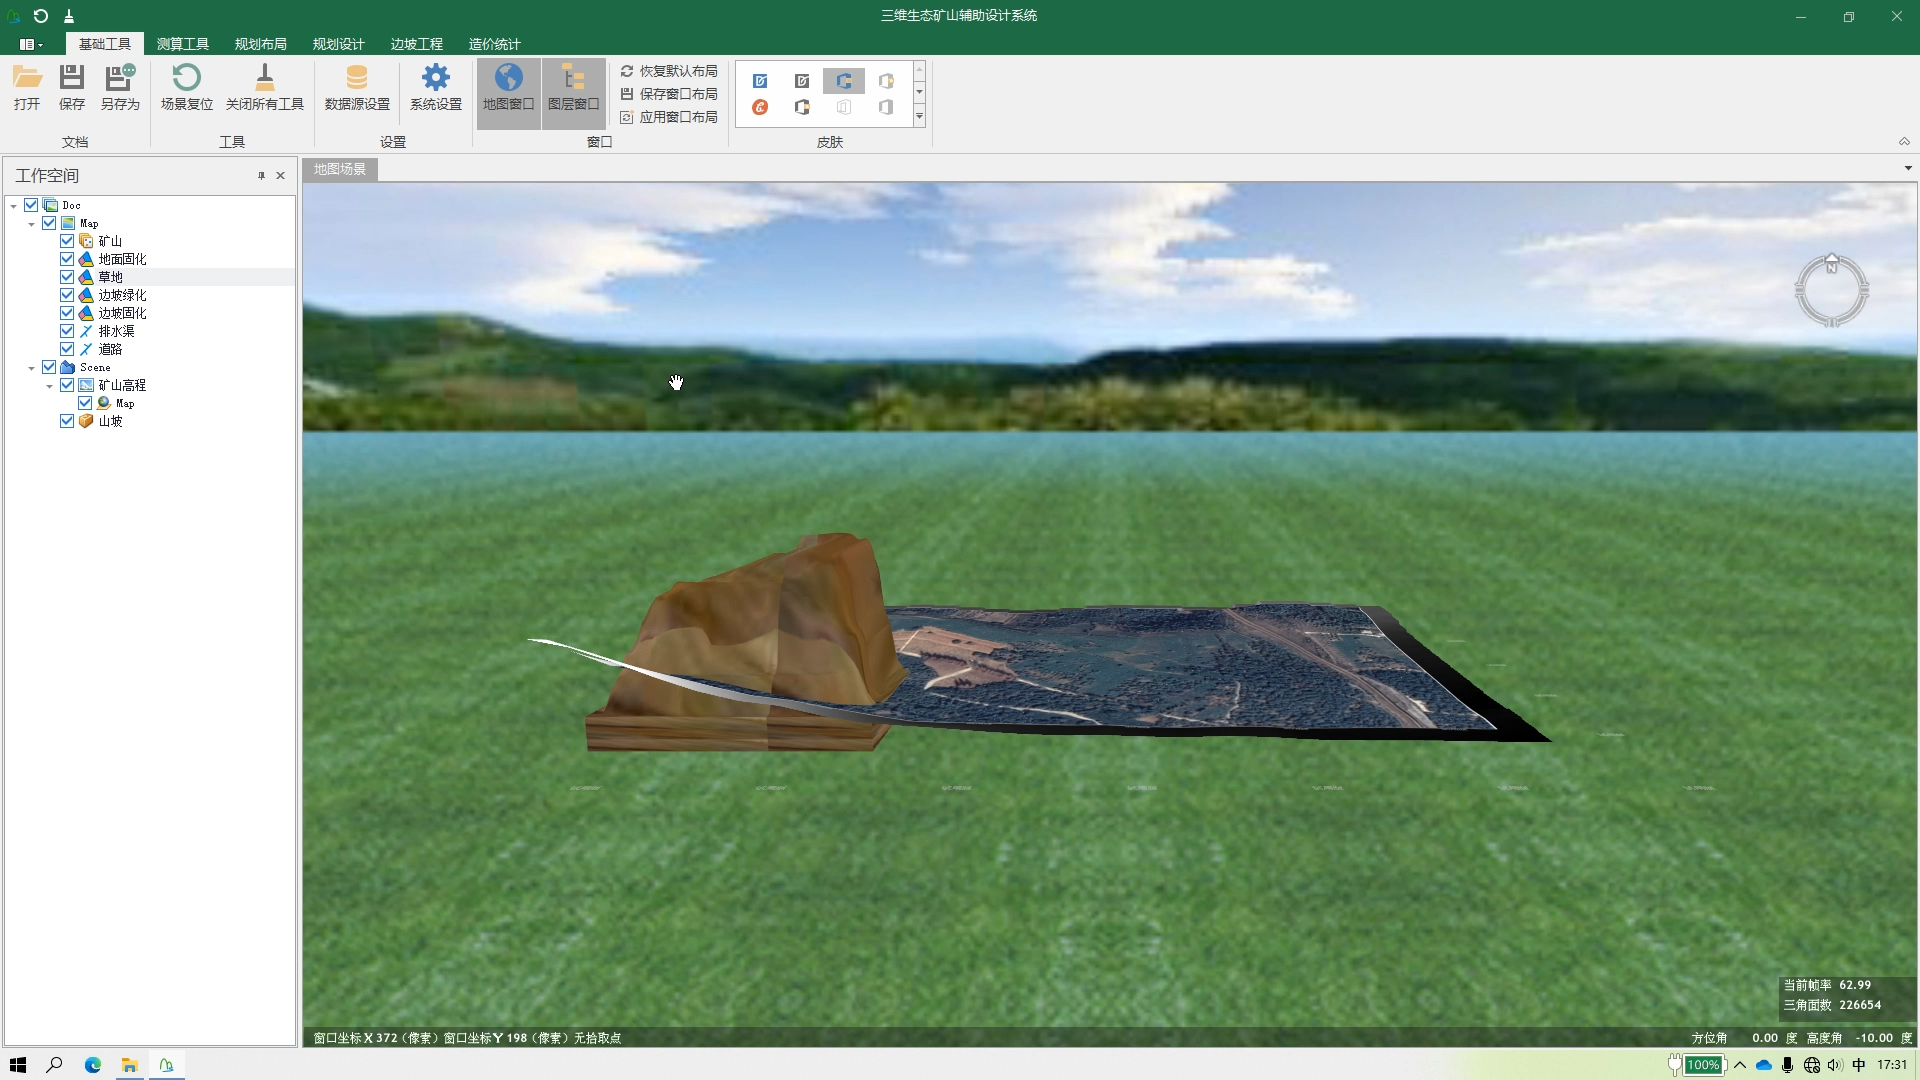 三维生态矿山辅助设计系统
基础工具 测算工具 规划布局 规划设计 边坡工程 造价统计
打开 保存 另存为 场景复位 关闭所有工具 数据源设置 系统设置 地图窗口 图层窗口
恢复默认布局
保存窗口布局
应用窗口布局
文档 工具 设置 窗口 皮肤
工作空间
地图场景
Doc
Map
矿山
地面固化
草地
边坡绿化
边坡固化
排水渠
道路
Scene
矿山高程
Map
山坡
N
当前帧率 62.99
三角面数 226654
窗口坐标X 372（像素）窗口坐标Y 198（像素）无拾取点
方位角 0.00 度 高度角 -10.00 度
100% 中 17:31